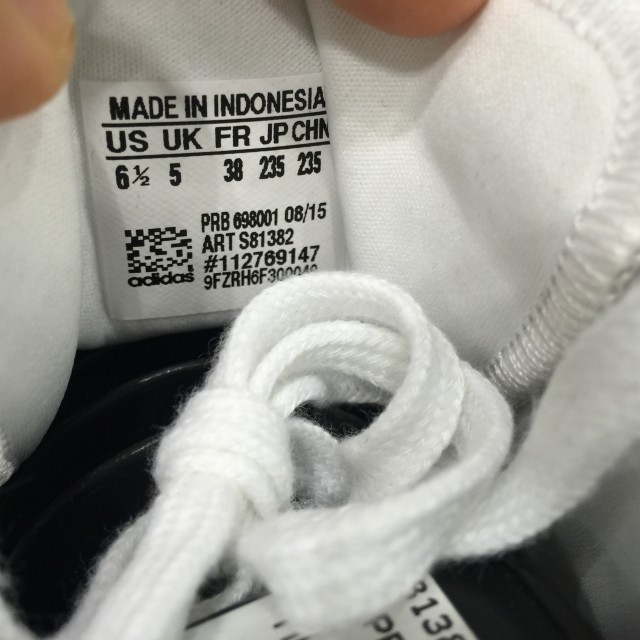 MADE IN INDONESIA
US UK FR JP CHN
6½ 5 38 235 235
PRB 698001 08/15
ART S81382
#112769147
adidas